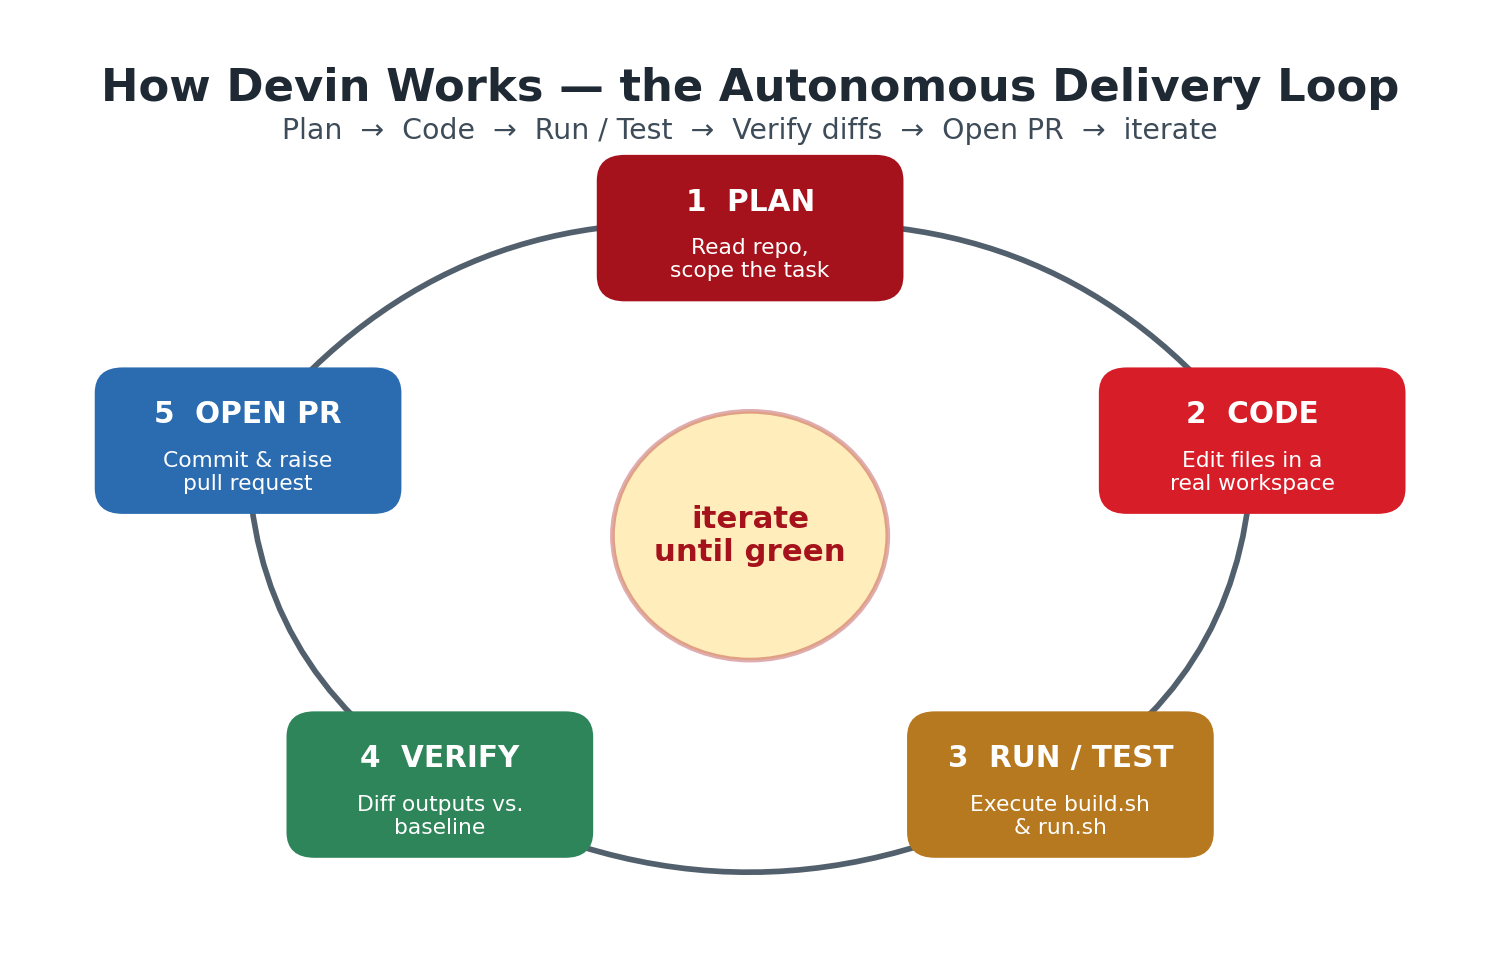 How Devin Works — the Autonomous Delivery Loop
Plan → Code → Run / Test → Verify diffs → Open PR → iterate
1 PLAN
Read repo,
scope the task
2 CODE
Edit files in a
real workspace
3 RUN / TEST
Execute build.sh
& run.sh
4 VERIFY
Diff outputs vs.
baseline
5 OPEN PR
Commit & raise
pull request
iterate
until green